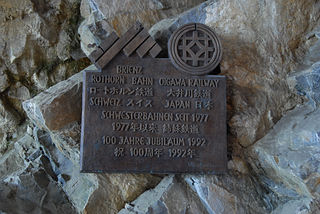 BRIENZ
ROTHORN BAHN OIGAWA RAILWAY
ロートホルン鉄道 大井川鉄道
SCHWEIZ スイス JAPAN 日本
SCHWESTERBAHNEN SEIT 1977
1977年以来 姉妹鉄道
100 JAHRE JUBILÄUM 1992
祝 100周年 1992年